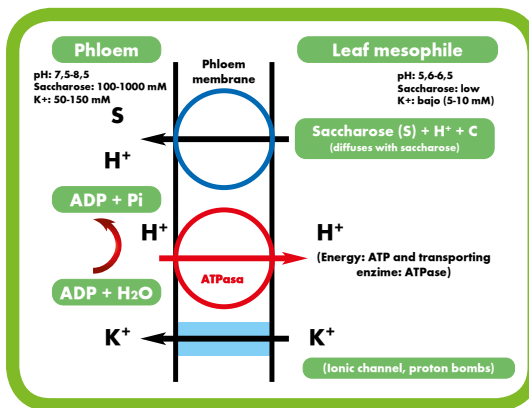 Phloem
pH: 7,5-8,5
Saccharose: 100-1000 mM
K+: 50-150 mM
Phloem
membrane
Leaf mesophile
pH: 5,6-6,5
Saccharose: low
K+: bajo (5-10 mM)
S
H⁺
Saccharose (S) + H⁺ + C
(diffuses with saccharose)
ADP + Pi
H⁺
ADP + H₂O
ATPasa
H⁺
(Energy: ATP and transporting
enzime: ATPase)
K⁺
K⁺
(Ionic channel, proton bombs)